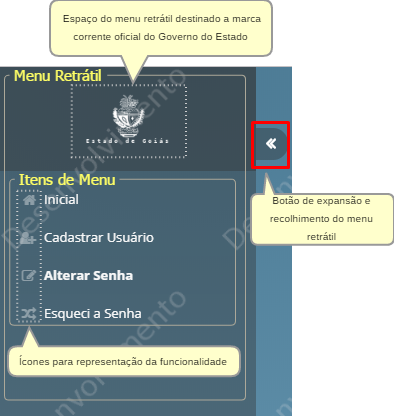 Espaço do menu retrátil destinado a marca
corrente oficial do Governo do Estado
Menu Retrátil
Estado de Goiás
Itens de Menu
Inicial
Botão de expansão e
recolhimento do menu
retrátil
Cadastrar Usuário
Alterar Senha
Esqueci a Senha
Ícones para representação da funcionalidade
Desenvolvimento
Desenvolvimento